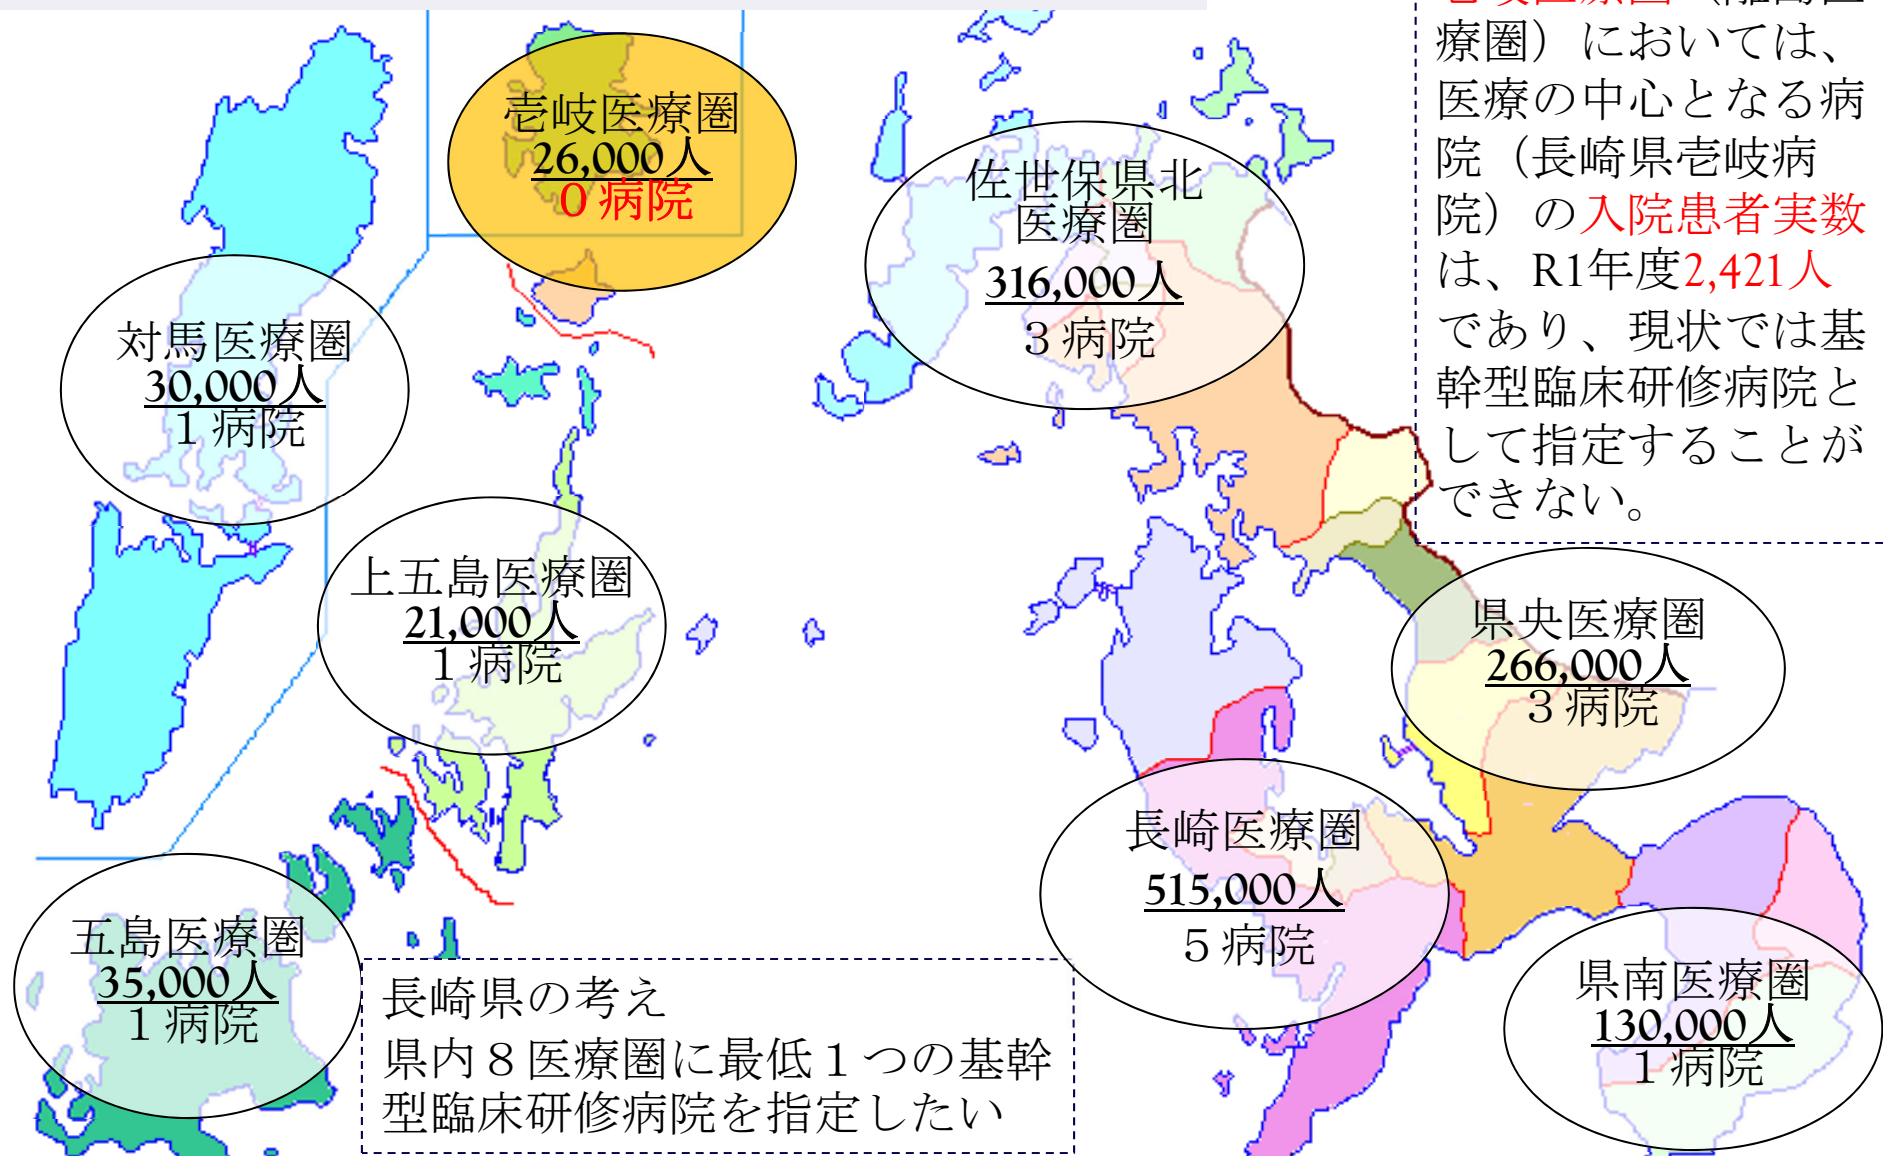 壱岐医療圏
26,000人
０病院
佐世保県北
医療圏
316,000人
３病院
対馬医療圏
30,000人
１病院
上五島医療圏
21,000人
１病院
五島医療圏
35,000人
１病院
県央医療圏
266,000人
３病院
長崎医療圏
515,000人
５病院
県南医療圏
130,000人
１病院
壱岐医療圏（離島医
療圏）においては、
医療の中心となる病
院（長崎県壱岐病
院）の入院患者実数
は、R1年度2,421人
であり、現状では基
幹型臨床研修病院と
して指定することが
できない。
長崎県の考え
県内８医療圏に最低１つの基幹
型臨床研修病院を指定したい